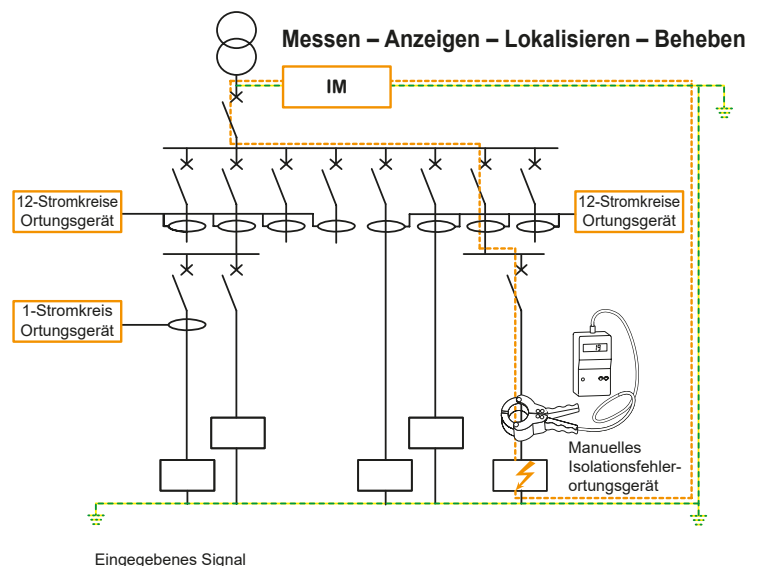 Messen – Anzeigen – Lokalisieren – Beheben
IM
12-Stromkreise
Ortungsgerät
12-Stromkreise
Ortungsgerät
1-Stromkreis
Ortungsgerät
19
Manuelles
Isolationsfehler-
ortungsgerät
Eingegebenes Signal